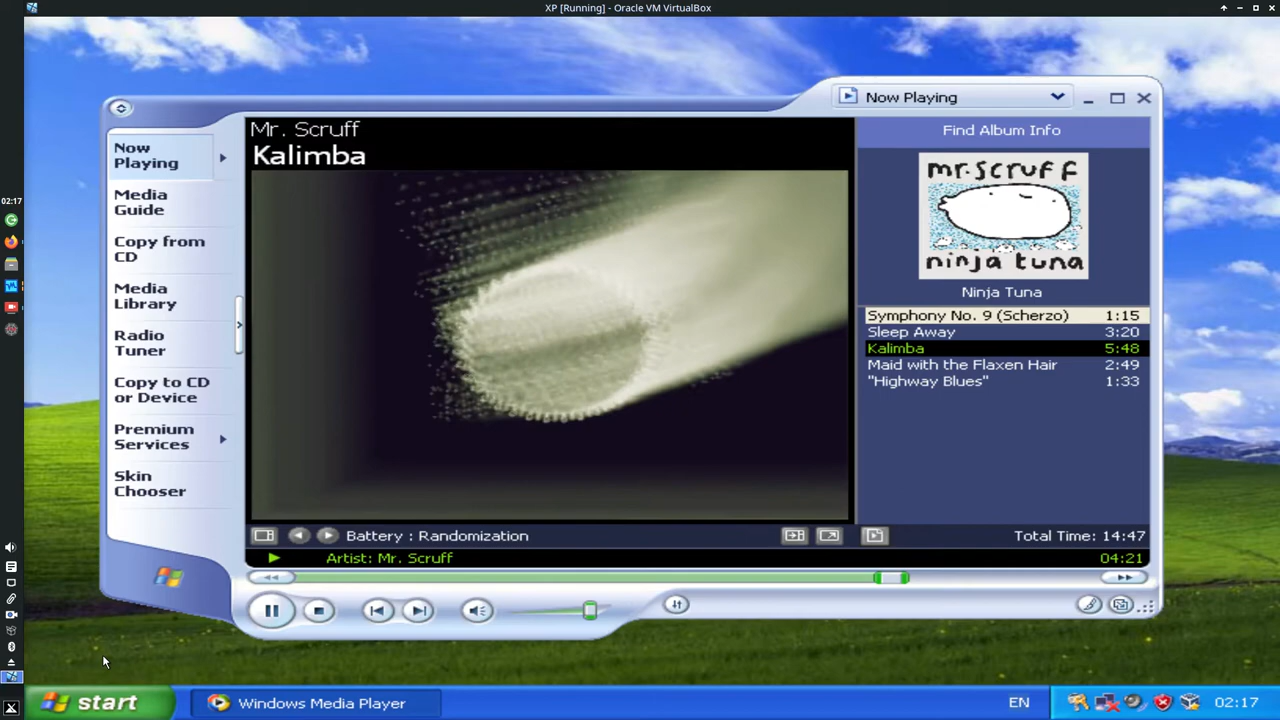 XP [Running] - Oracle VM VirtualBox
Now Playing
Mr. Scruff
Kalimba
Find Album Info
mr.scruff
ninja tuna
Ninja Tuna
Symphony No. 9 (Scherzo) 1:15
Sleep Away 3:20
Kalimba 5:48
Maid with the Flaxen Hair 2:49
"Highway Blues" 1:33
Now
Playing
Media
Guide
Copy from
CD
Media
Library
Radio
Tuner
Copy to CD
or Device
Premium
Services
Skin
Chooser
02:17
Battery : Randomization
Total Time: 14:47
Artist: Mr. Scruff 04:21
start
Windows Media Player
EN
02:17